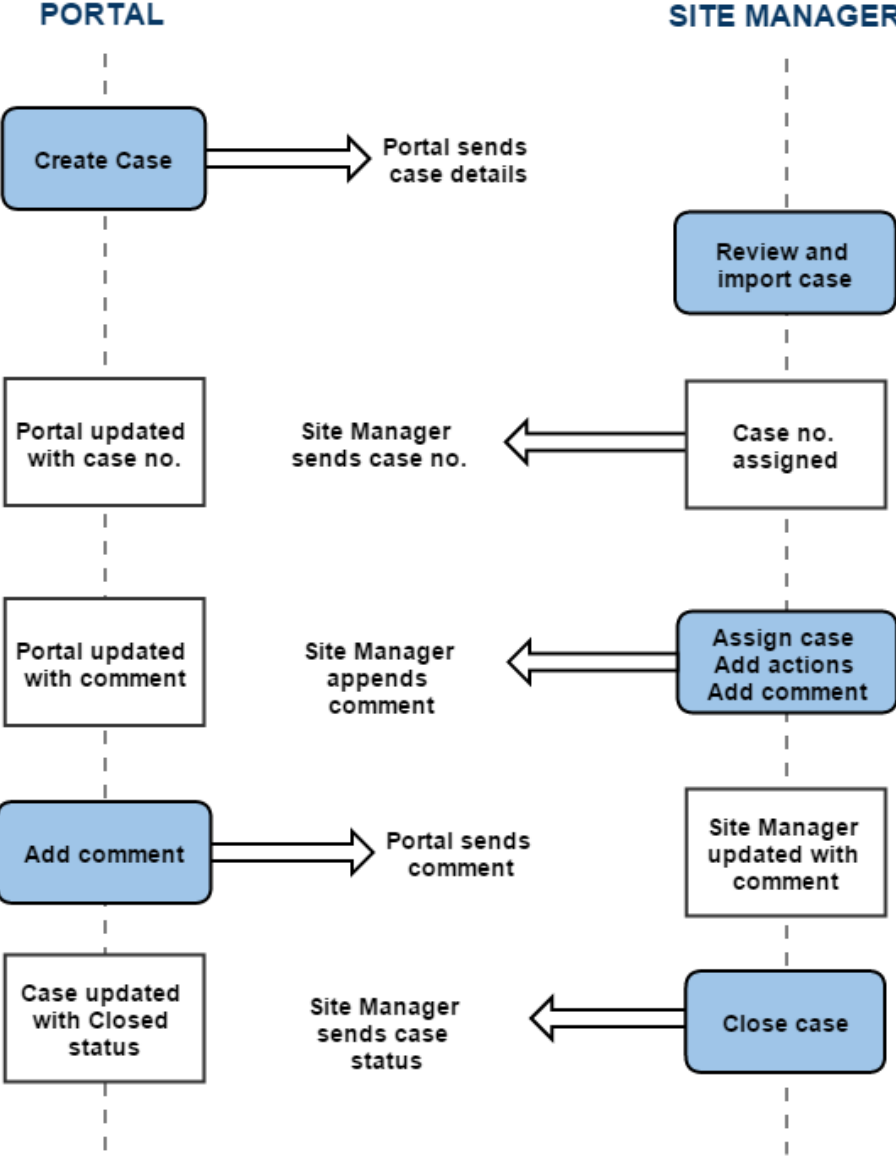 PORTAL
SITE MANAGER
Create Case
Portal sends
case details
Review and
import case
Portal updated
with case no.
Site Manager
sends case no.
Case no.
assigned
Portal updated
with comment
Site Manager
appends
comment
Assign case
Add actions
Add comment
Add comment
Portal sends
comment
Site Manager
updated with
comment
Case updated
with Closed
status
Site Manager
sends case
status
Close case